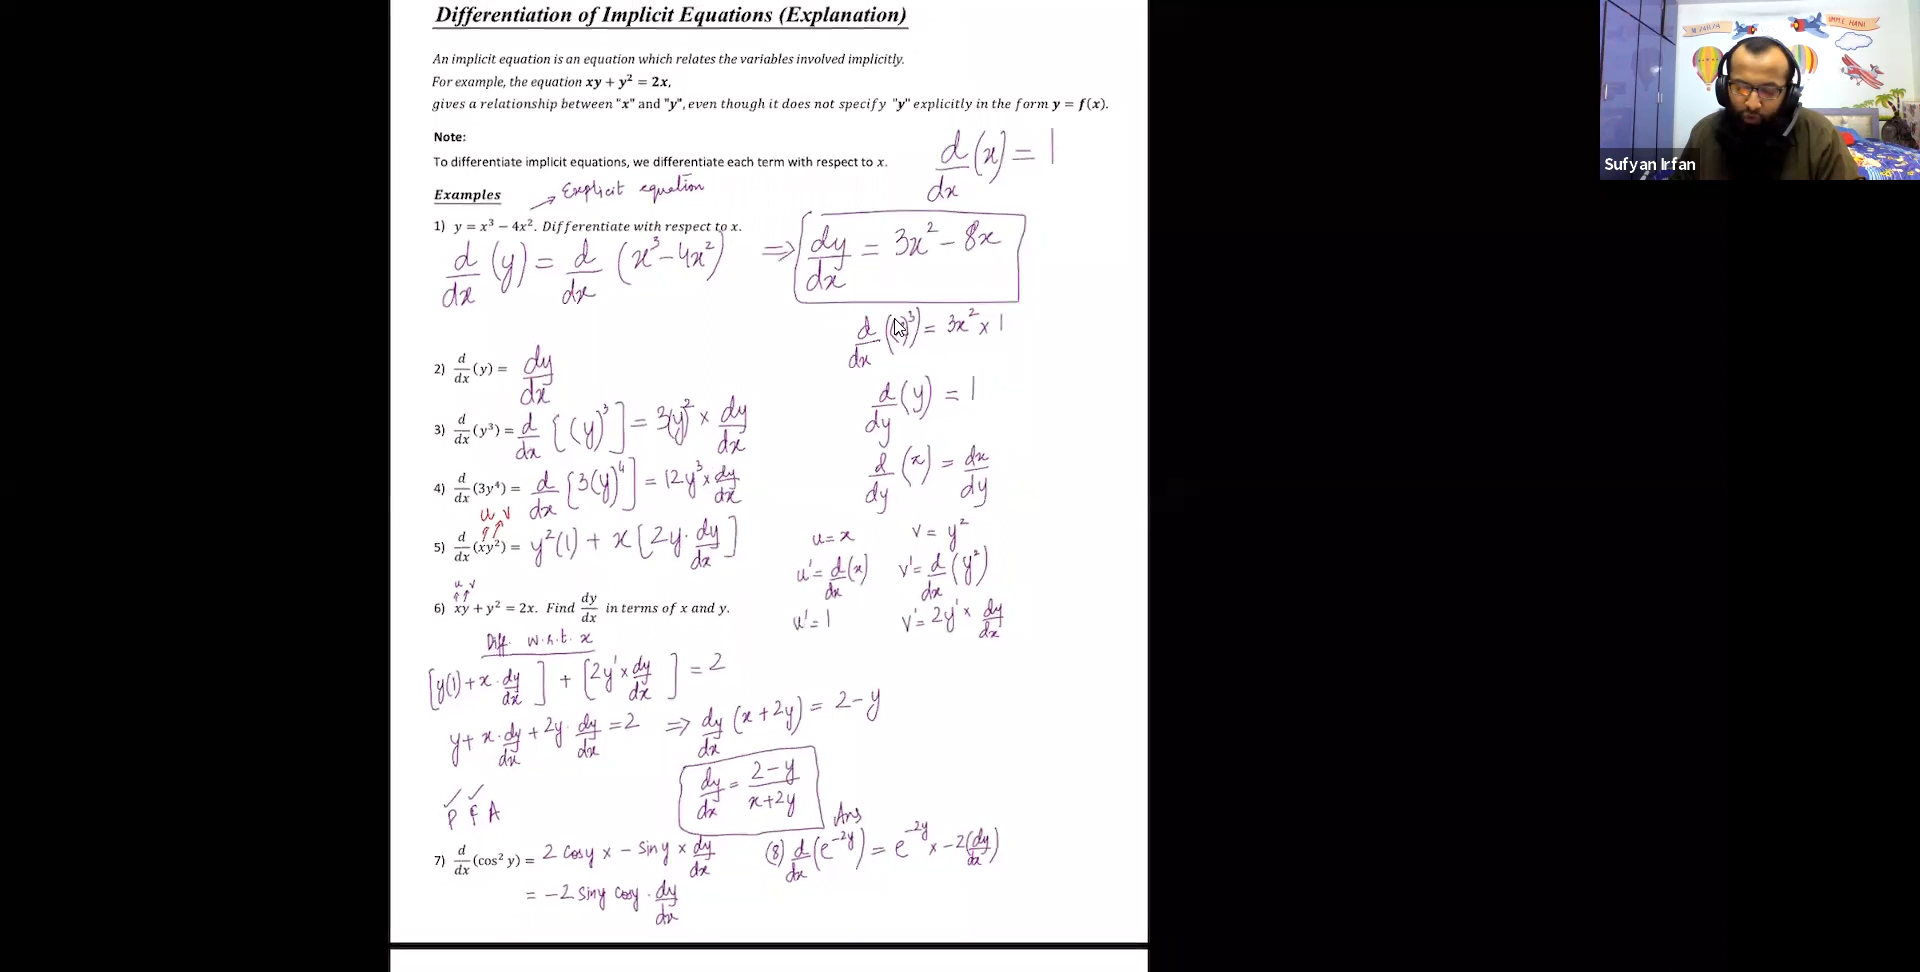 Differentiation of Implicit Equations (Explanation)
An implicit equation is an equation which relates the variables involved implicitly.
For example, the equation xy + y² = 2x,
gives a relationship between "x" and "y", even though it does not specify "y" explicitly in the form y = f(x).
Note:
d/dx (x) = 1
To differentiate implicit equations, we differentiate each term with respect to x.
Examples
→ Explicit equation
1) y = x³ − 4x². Differentiate with respect to x.
d/dx (y) = d/dx (x³ − 4x²) ⇒ dy/dx = 3x² − 8x
d/dx ( )³ = 3x² × 1
2) d/dx (y) = dy/dx
d/dy (y) = 1
3) d/dx (y³) = d/dx [(y)³] = 3(y)² × dy/dx
d/dy (x) = dx/dy
4) d/dx (3y⁴) = d/dx [3(y)⁴] = 12y³ × dy/dx
u v
5) d/dx (xy²) = y²(1) + x [2y · dy/dx]
u = x v = y²
u' = d/dx (x) v' = d/dx (y²)
u' = 1 v' = 2y¹ × dy/dx
u v
6) xy + y² = 2x. Find dy/dx in terms of x and y.
Diff. w.r.t. x
[y(1) + x · dy/dx] + [2y¹ × dy/dx] = 2
y + x · dy/dx + 2y · dy/dx = 2 ⇒ dy/dx (x + 2y) = 2 − y
dy/dx = 2 − y / x + 2y
Ans
P F A
7) d/dx (cos² y) = 2 cosy × − siny × dy/dx
= −2 siny cosy · dy/dx
(8) d/dx (e⁻²ʸ) = e⁻²ʸ × −2(dy/dx)
UMMI HANI
Sufyan Irfan